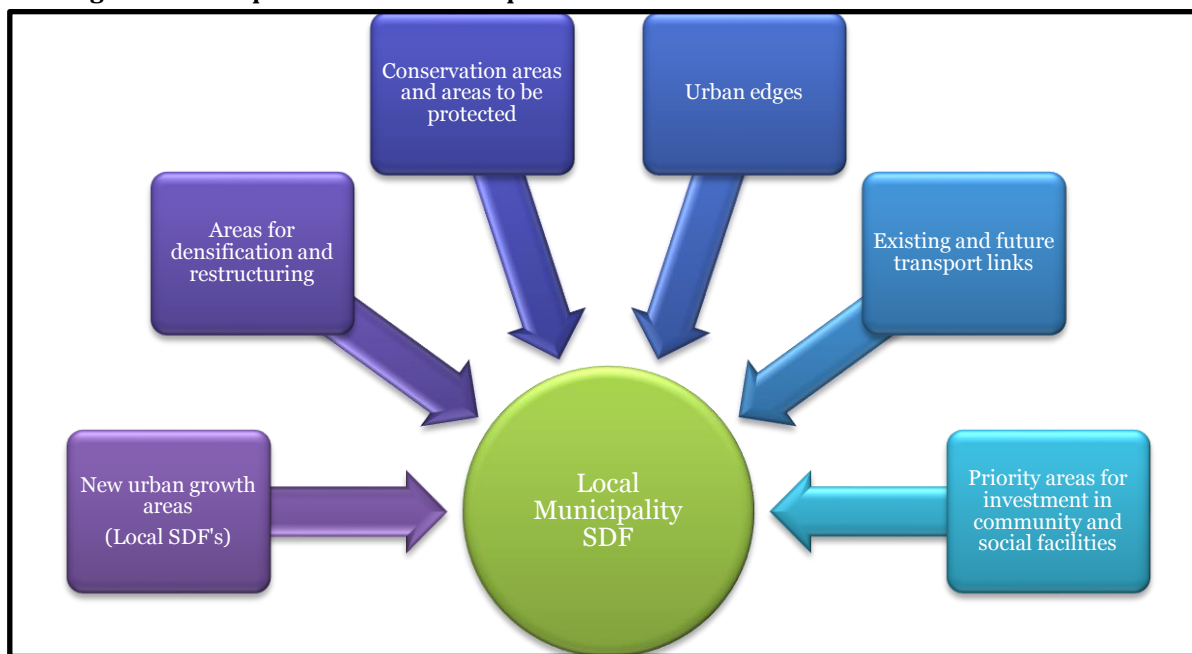 Conservation areas
and areas to be
protected
Urban edges
Areas for
densification and
restructuring
Existing and future
transport links
New urban growth
areas
(Local SDF's)
Local
Municipality
SDF
Priority areas for
investment in
community and
social facilities